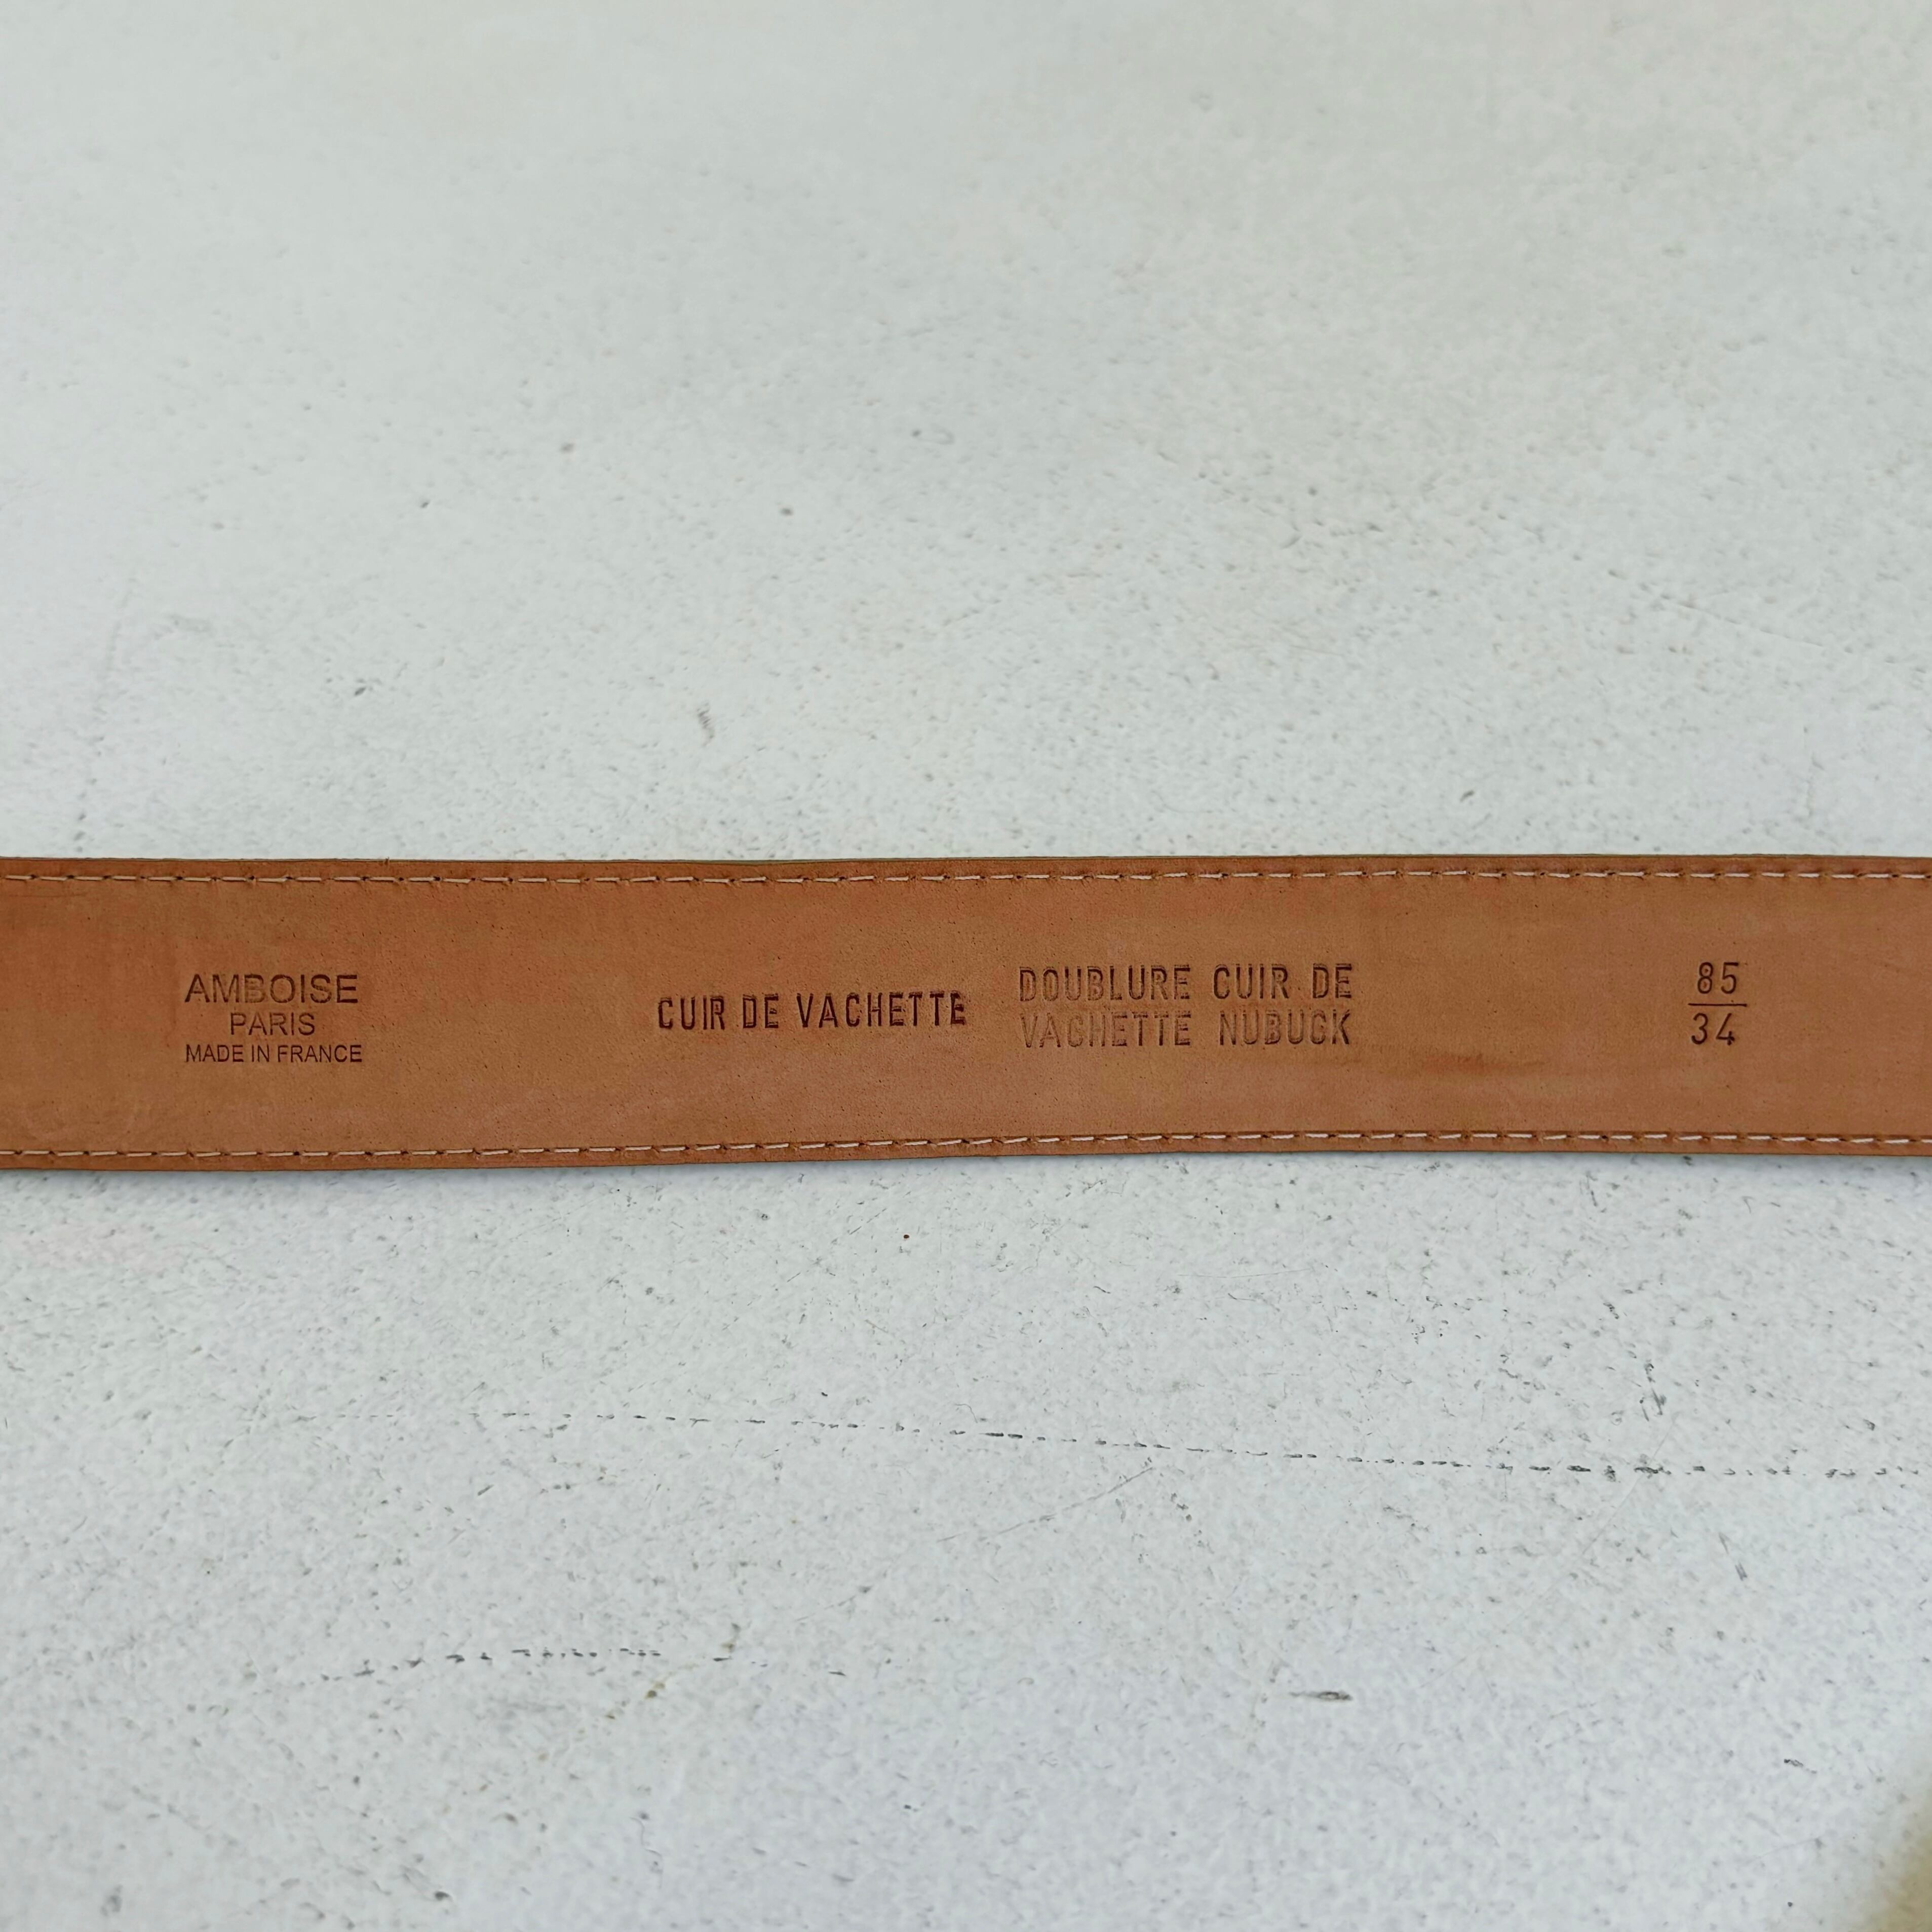 AMBOISE
PARIS
MADE IN FRANCE
CUIR DE VACHETTE
DOUBLURE CUIR DE
VACHETTE NUBUCK
85
34